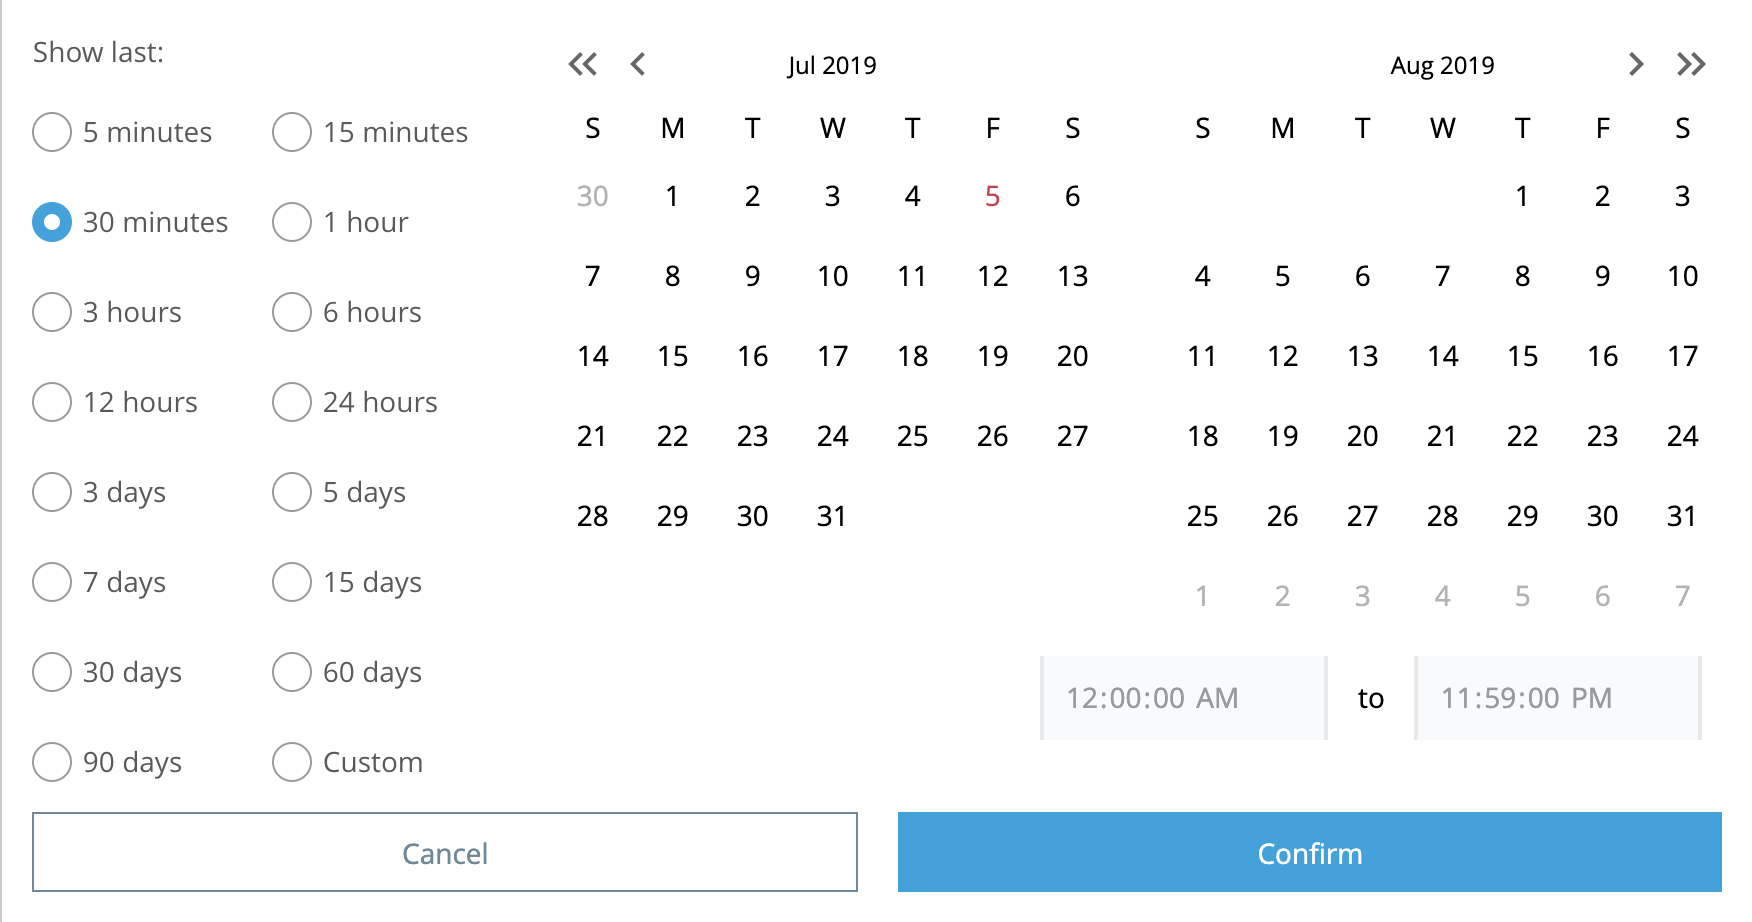 Show last:
5 minutes 15 minutes
30 minutes 1 hour
3 hours 6 hours
12 hours 24 hours
3 days 5 days
7 days 15 days
30 days 60 days
90 days Custom
Jul 2019
S M T W T F S
30 1 2 3 4 5 6
7 8 9 10 11 12 13
14 15 16 17 18 19 20
21 22 23 24 25 26 27
28 29 30 31
Aug 2019
S M T W T F S
1 2 3
4 5 6 7 8 9 10
11 12 13 14 15 16 17
18 19 20 21 22 23 24
25 26 27 28 29 30 31
1 2 3 4 5 6 7
12:00:00 AM to 11:59:00 PM
Cancel Confirm